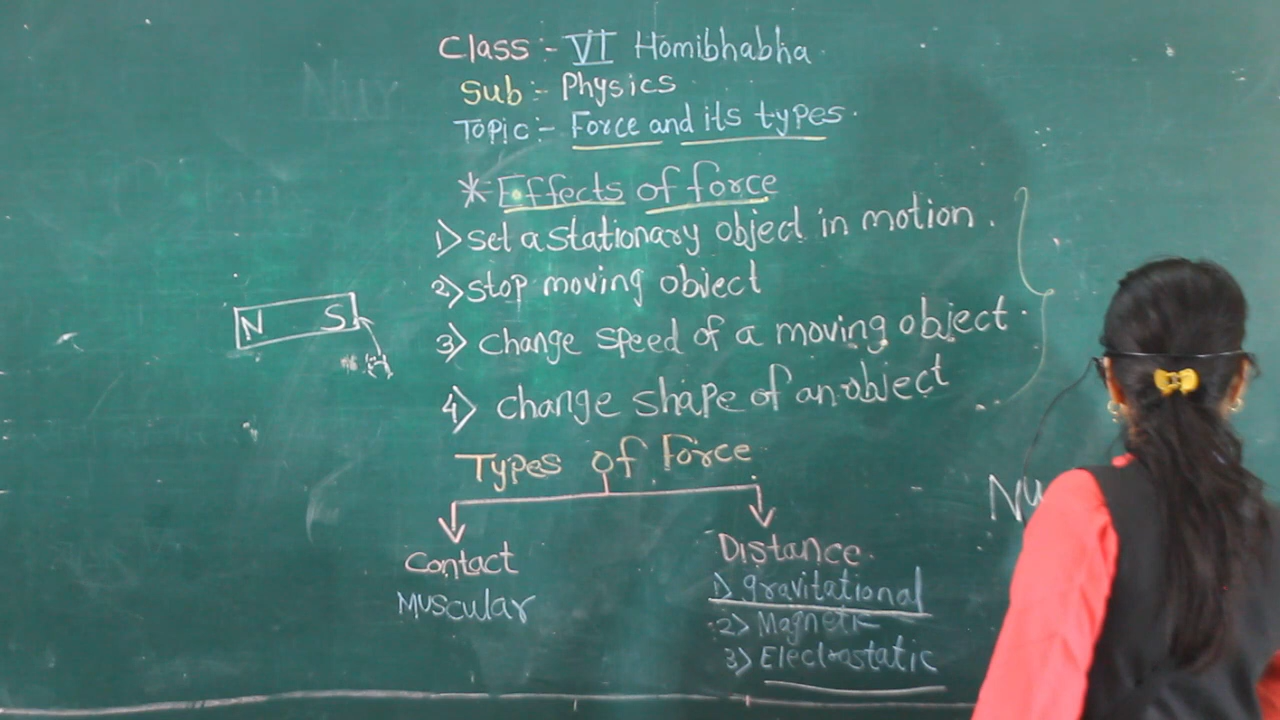 Class :- VI Homibhabha
Sub :- Physics
Topic :- Force and its types.
* Effects of force
1) set a stationary object in motion.
2) stop moving object
3) change speed of a moving object.
4) change shape of an object
N S
Types of Force
Contact
Muscular
Distance
1) gravitational
2) Magnetic
3) Electrostatic
Nu